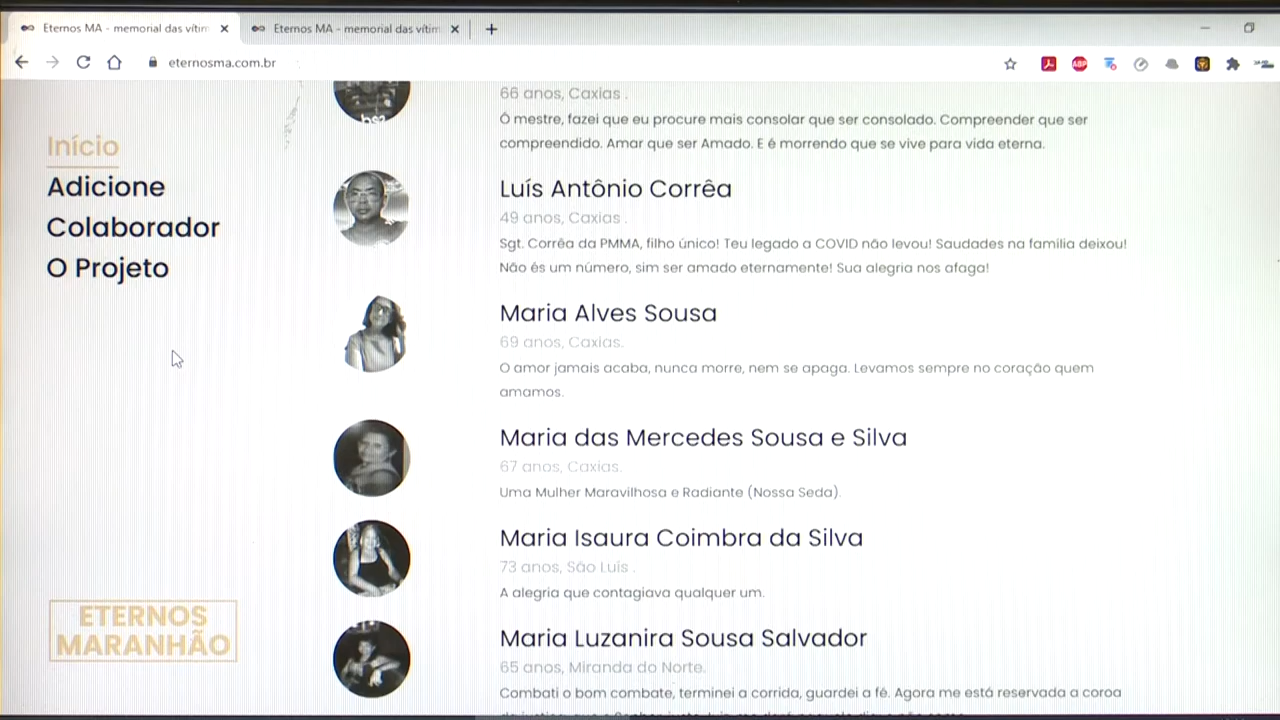 Eternos MA - memorial das vítim
Eternos MA - memorial das vítim
eternosma.com.br
ABP
Início
Adicione
Colaborador
O Projeto
ETERNOS
MARANHÃO
66 anos, Caxias .
Ó mestre, fazei que eu procure mais consolar que ser consolado. Compreender que ser
compreendido. Amar que ser Amado. E é morrendo que se vive para vida eterna.
Luís Antônio Corrêa
49 anos, Caxias .
Sgt. Corrêa da PMMA, filho único! Teu legado a COVID não levou! Saudades na família deixou!
Não és um número, sim ser amado eternamente! Sua alegria nos afaga!
Maria Alves Sousa
69 anos, Caxias.
O amor jamais acaba, nunca morre, nem se apaga. Levamos sempre no coração quem
amamos.
Maria das Mercedes Sousa e Silva
67 anos, Caxias.
Uma Mulher Maravilhosa e Radiante (Nossa Seda).
Maria Isaura Coimbra da Silva
73 anos, São Luís .
A alegria que contagiava qualquer um.
Maria Luzanira Sousa Salvador
65 anos, Miranda do Norte.
Combati o bom combate, terminei a corrida, guardei a fé. Agora me está reservada a coroa